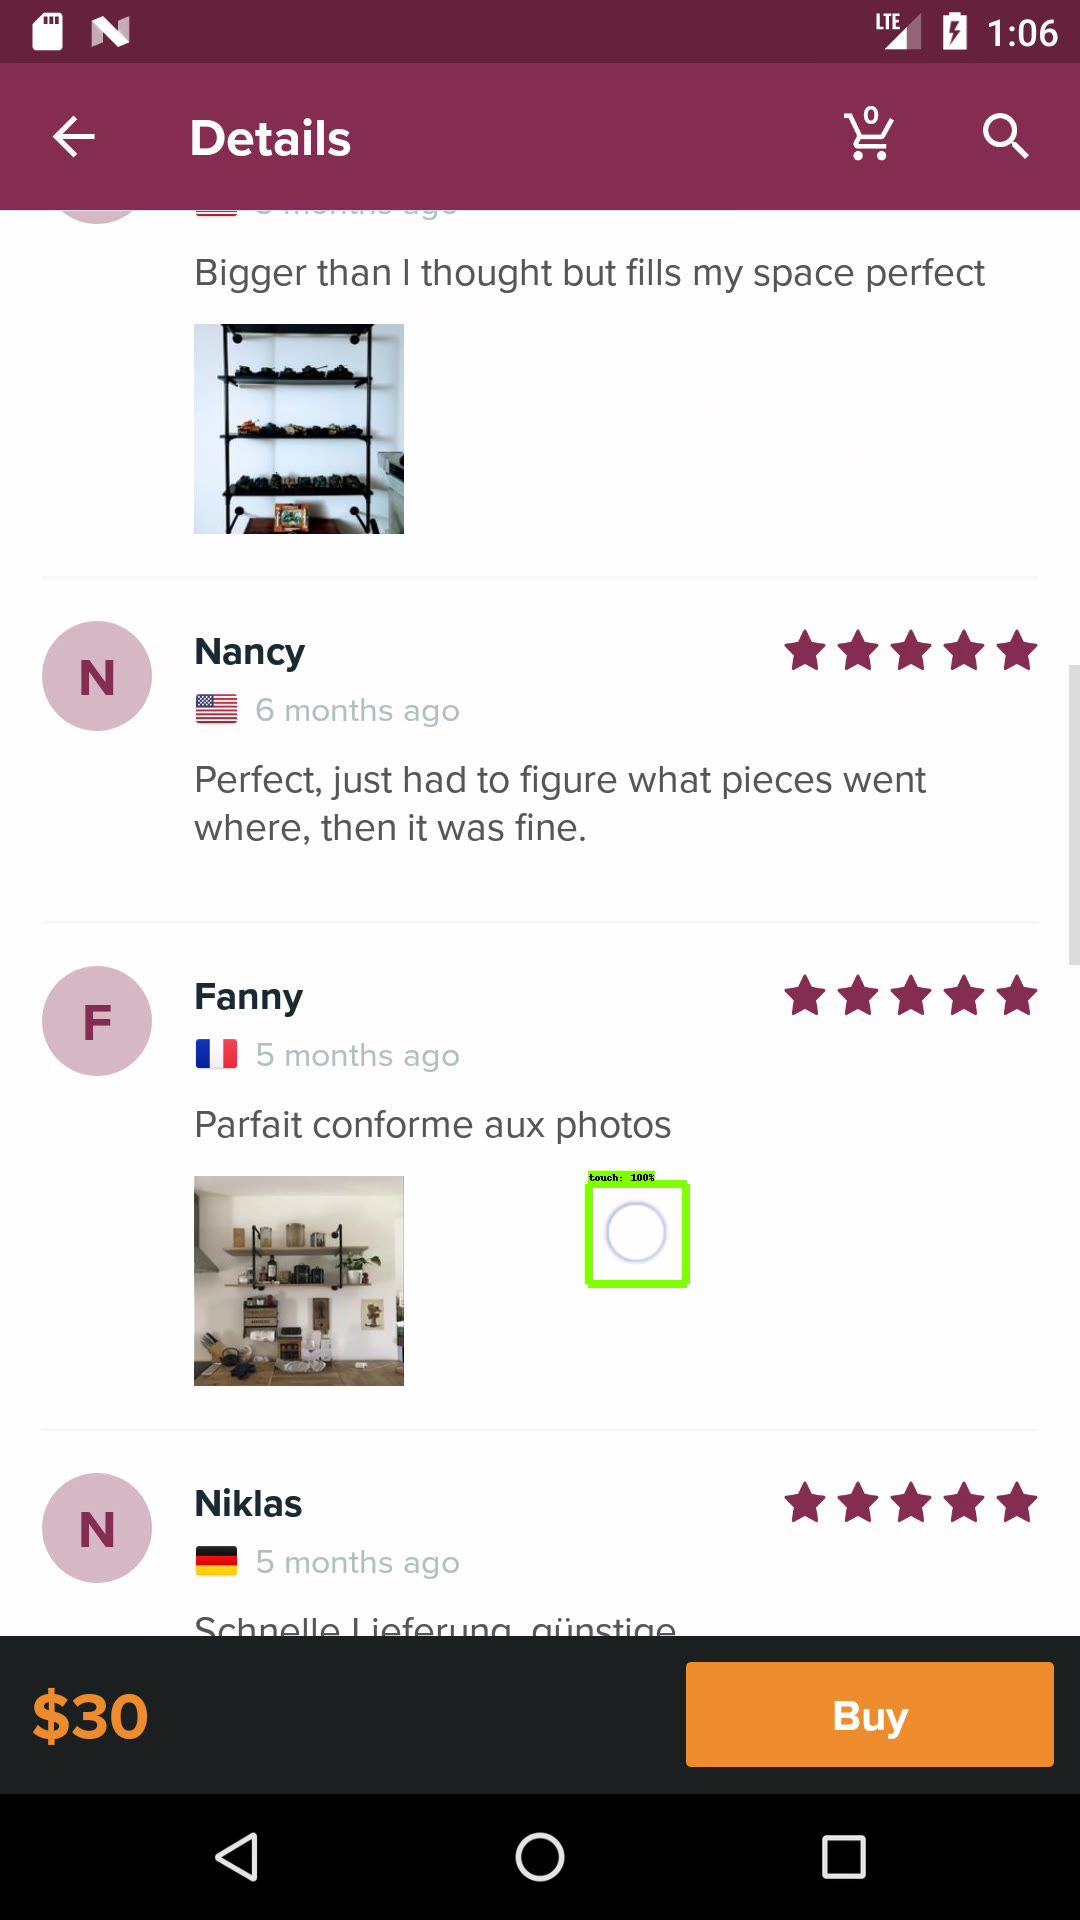 LTE 1:06
Details
0
Bigger than I thought but fills my space perfect
N
Nancy
6 months ago
Perfect, just had to figure what pieces went
where, then it was fine.
F
Fanny
5 months ago
Parfait conforme aux photos
touch: 100%
N
Niklas
5 months ago
Schnelle Lieferung, günstige
$30
Buy